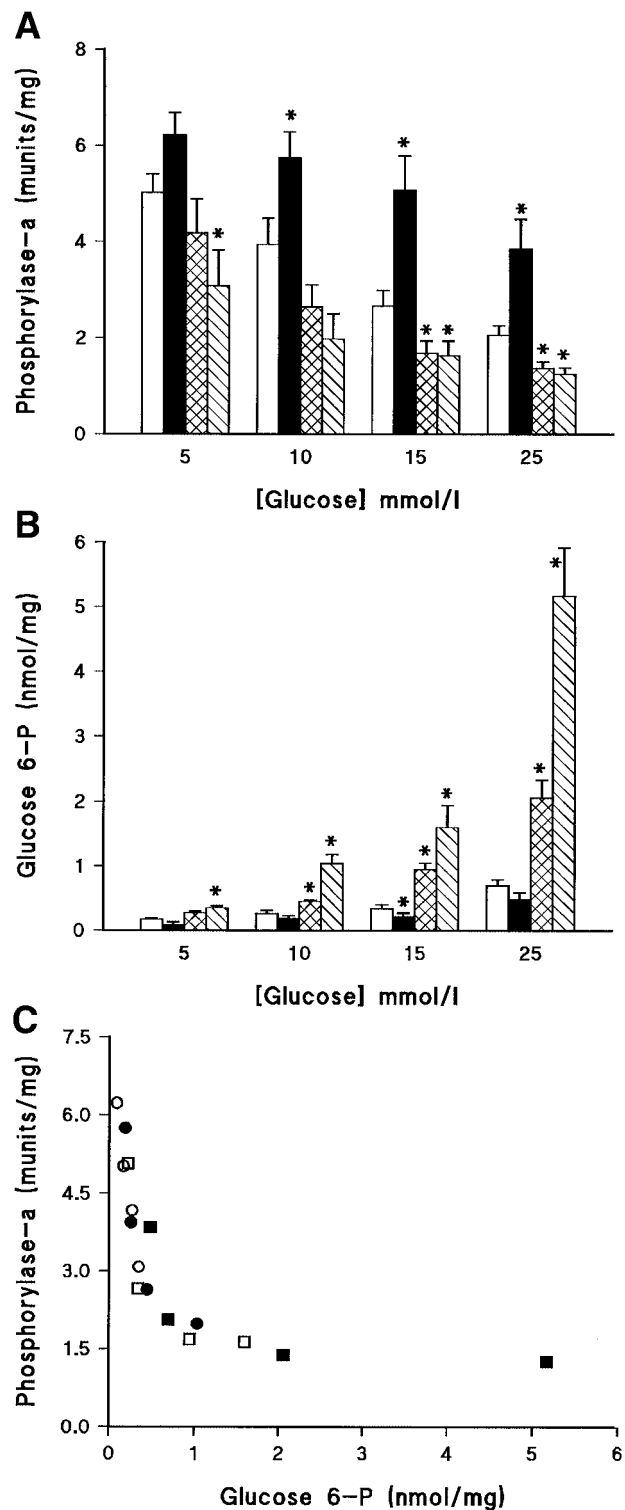 A
Phosphorylase-a (munits/mg)
8
6
4
2
0
* * * * * * * *
5 10 15 25
[Glucose] mmol/l
B
Glucose 6-P (nmol/mg)
6
5
4
3
2
1
0
* * * * * * * *
5 10 15 25
[Glucose] mmol/l
C
Phosphorylase-a (munits/mg)
7.5
6.0
4.5
3.0
1.5
0.0
0 1 2 3 4 5 6
Glucose 6-P (nmol/mg)